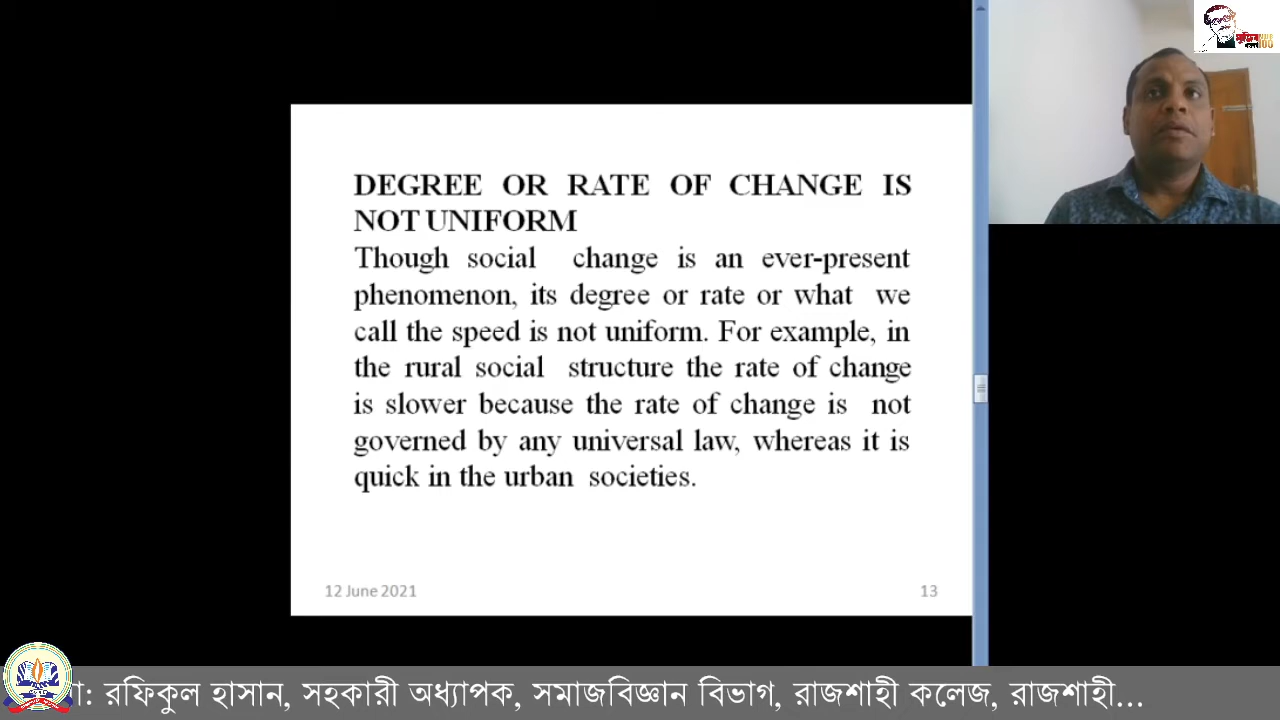 DEGREE OR RATE OF CHANGE IS
NOT UNIFORM
Though social change is an ever-present
phenomenon, its degree or rate or what we
call the speed is not uniform. For example, in
the rural social structure the rate of change
is slower because the rate of change is not
governed by any universal law, whereas it is
quick in the urban societies.
12 June 2021
13
রফিকুল হাসান, সহকারী অধ্যাপক, সমাজবিজ্ঞান বিভাগ, রাজশাহী কলেজ, রাজশাহী...